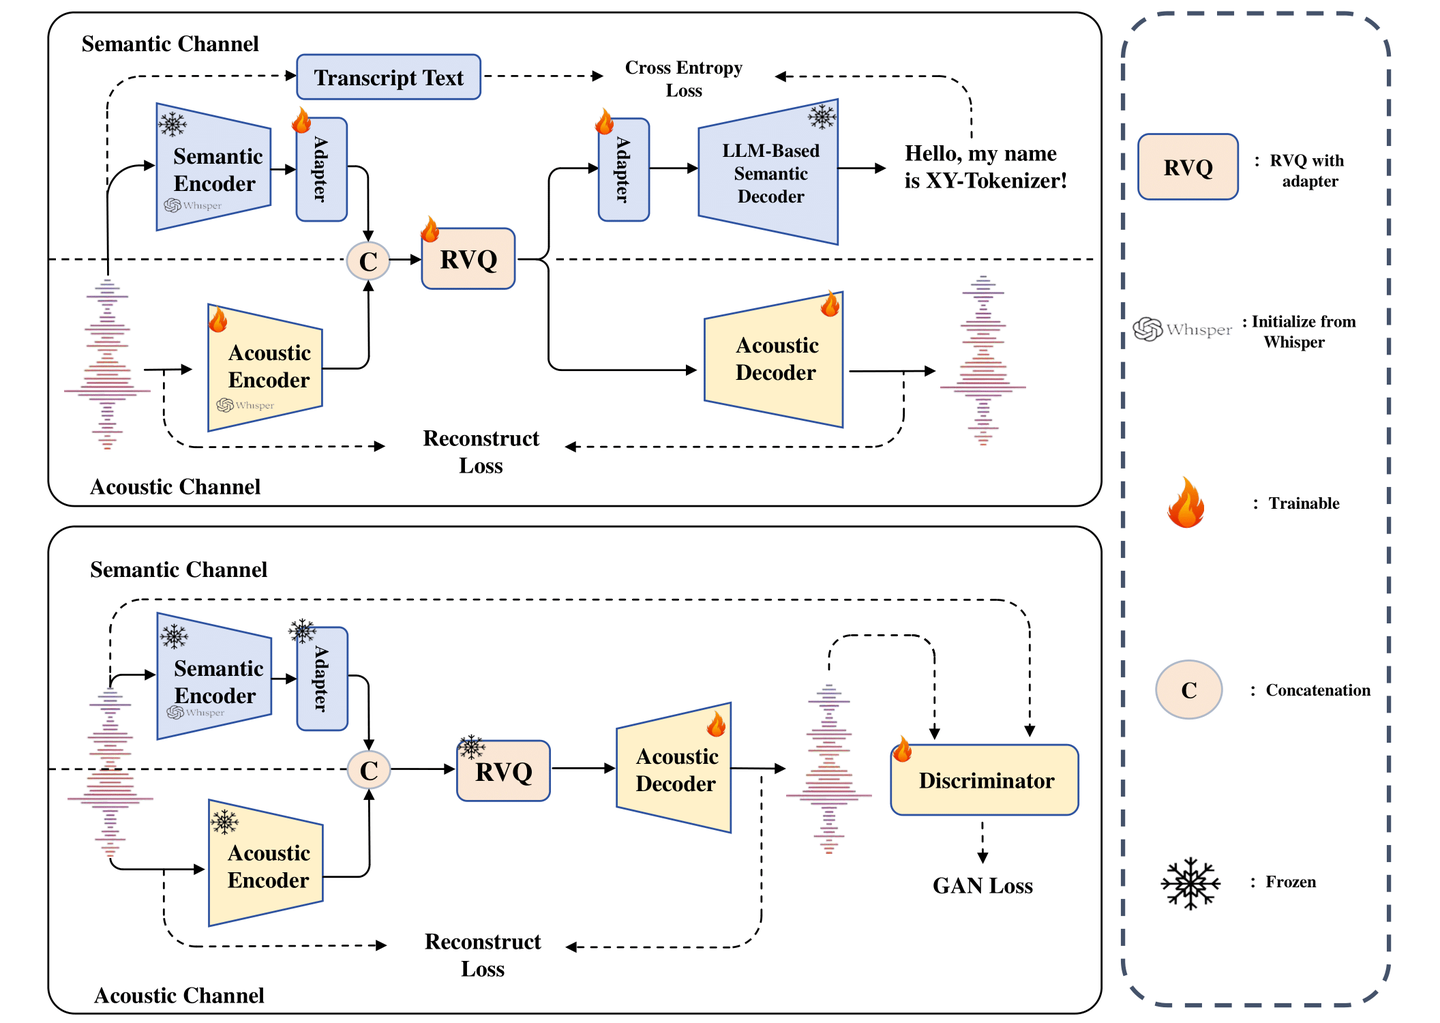 Semantic Channel
Transcript Text
Cross Entropy
Loss
Semantic
Encoder
Whisper
Adapter
Adapter
LLM-Based
Semantic
Decoder
Hello, my name
is XY-Tokenizer!
C
RVQ
Acoustic
Encoder
Whisper
Acoustic
Decoder
Reconstruct
Loss
Acoustic Channel
Semantic Channel
Semantic
Encoder
Whisper
Adapter
C
RVQ
Acoustic
Decoder
Discriminator
Acoustic
Encoder
GAN Loss
Reconstruct
Loss
Acoustic Channel
RVQ : RVQ with
adapter
Whisper : Initialize from
Whisper
: Trainable
C : Concatenation
: Frozen